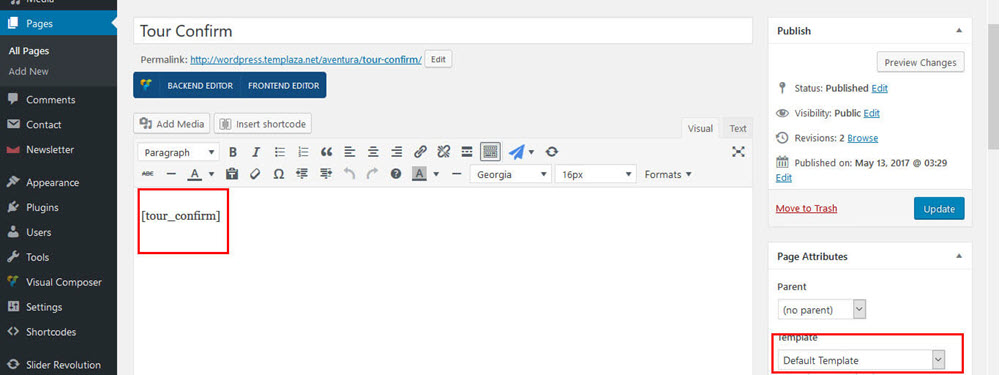 Media
Pages
All Pages
Add New
Comments
Contact
Newsletter
Appearance
Plugins
Users
Tools
Visual Composer
Settings
Shortcodes
Slider Revolution
Tour Confirm
Permalink: http://wordpress.templaza.net/aventura/tour-confirm/ Edit
BACKEND EDITOR FRONTEND EDITOR
Add Media Insert shortcode
Visual Text
Paragraph B I
ABC A Ω A Georgia 16px Formats
[tour_confirm]
Publish
Preview Changes
Status: Published Edit
Visibility: Public Edit
Revisions: 2 Browse
Published on: May 13, 2017 @ 03:29
Edit
Move to Trash Update
Page Attributes
Parent
(no parent)
Template
Default Template